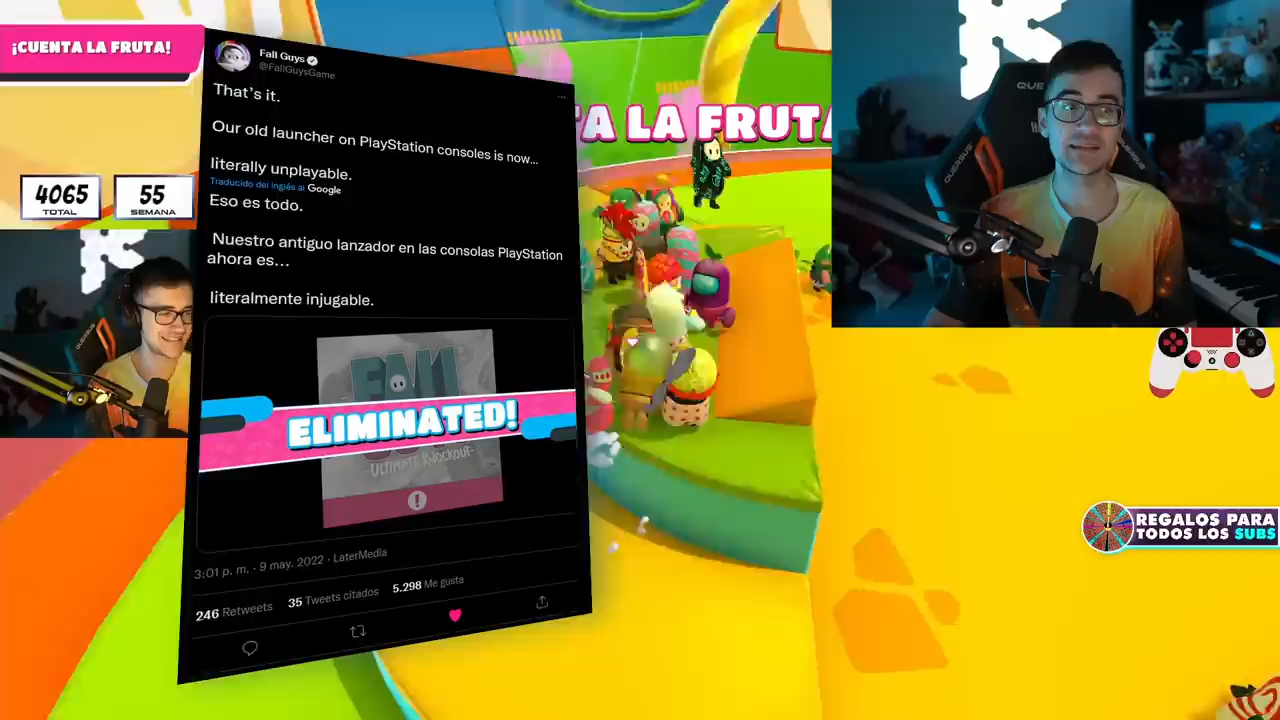 ¡CUENTA LA FRUTA!
4065
TOTAL
55
SEMANA
Fall Guys
@FallGuysGame
That's it.
Our old launcher on PlayStation consoles is now...
literally unplayable.
Traducido del inglés al Google
Eso es todo.
Nuestro antiguo lanzador en las consolas PlayStation
ahora es...
literalmente injugable.
FALL
ELIMINATED!
-ULTIMATE KNOCKOUT-
3:01 p. m. · 9 may. 2022 · LaterMedia
246 Retweets
35 Tweets citados
5.298 Me gusta
TA LA FRUTA
REGALOS PARA
TODOS LOS SUBS